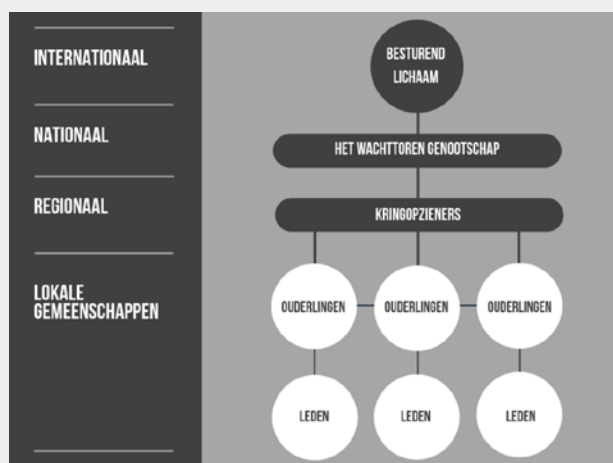 INTERNATIONAAL
BESTUREND
LICHAAM
NATIONAAL
HET WACHTTOREN GENOOTSCHAP
REGIONAAL
KRINGOPZIENERS
LOKALE
GEMEENSCHAPPEN
OUDERLINGEN
OUDERLINGEN
OUDERLINGEN
LEDEN
LEDEN
LEDEN